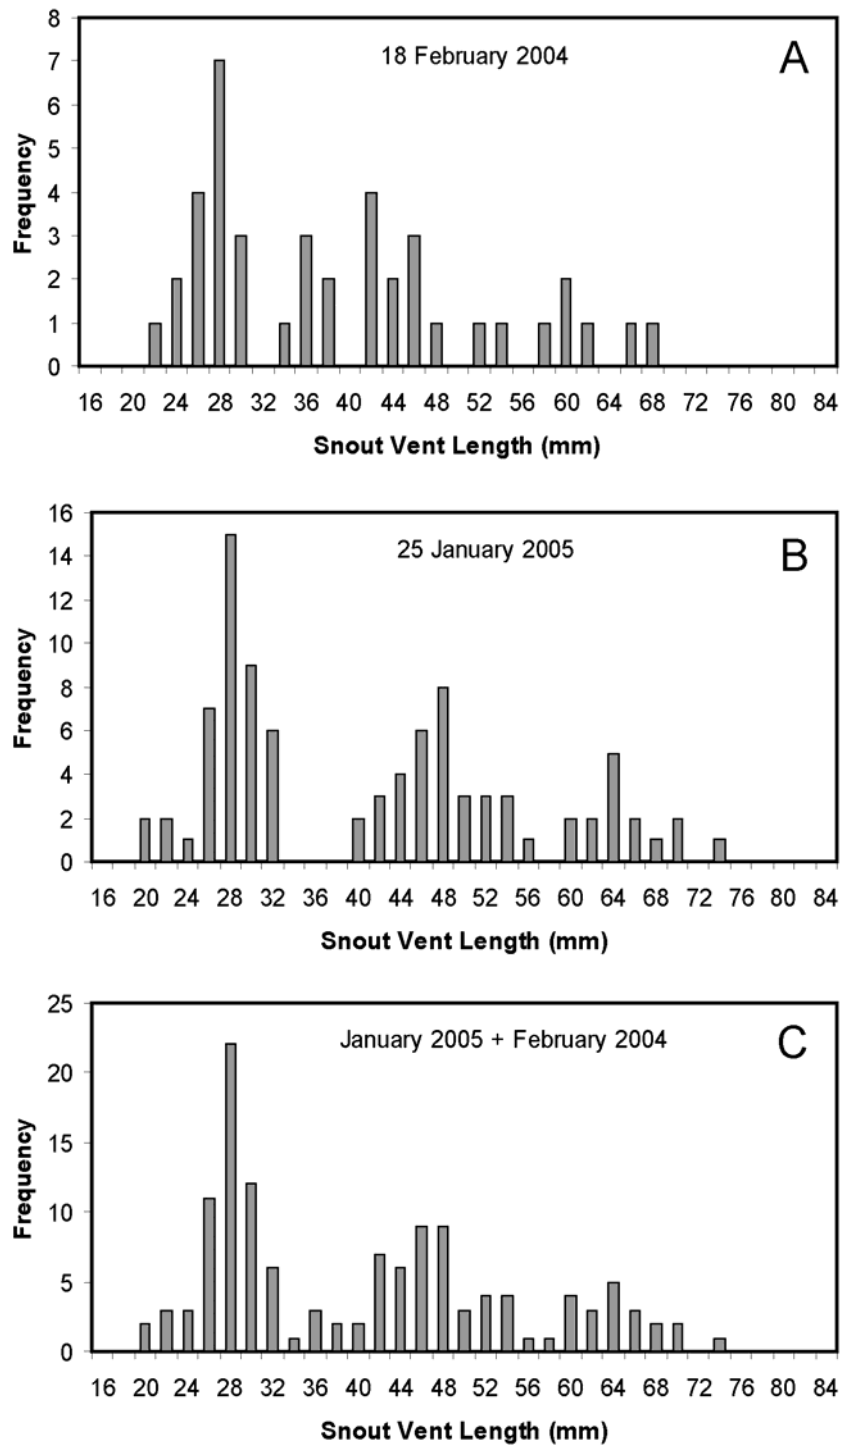 8
18 February 2004
A
7
6
5
4
3
2
1
0
Frequency
16 20 24 28 32 36 40 44 48 52 56 60 64 68 72 76 80 84
Snout Vent Length (mm)
16
25 January 2005
B
14
12
10
8
6
4
2
0
Frequency
16 20 24 28 32 36 40 44 48 52 56 60 64 68 72 76 80 84
Snout Vent Length (mm)
25
January 2005 + February 2004
C
20
15
10
5
0
Frequency
16 20 24 28 32 36 40 44 48 52 56 60 64 68 72 76 80 84
Snout Vent Length (mm)